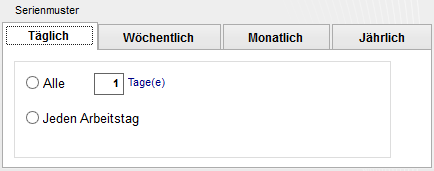 Serienmuster
Täglich Wöchentlich Monatlich Jährlich
Alle 1 Tage(e)
Jeden Arbeitstag